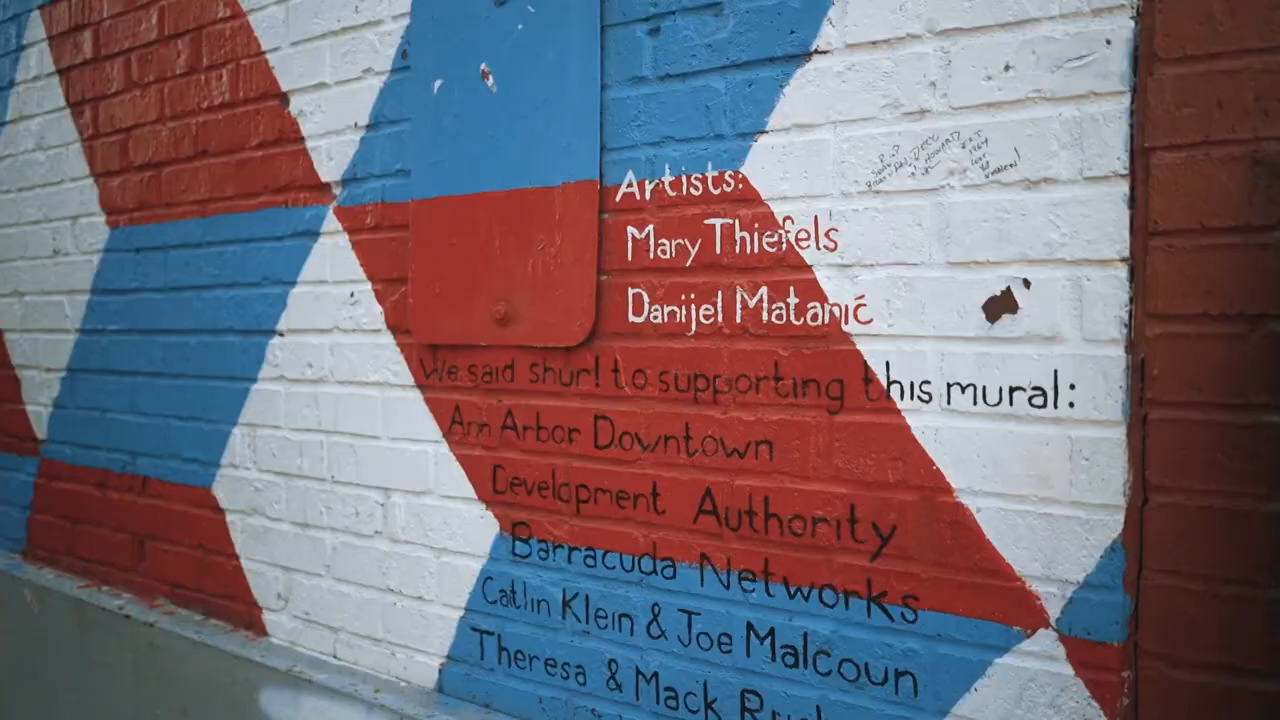 Artists:
Mary Thiefels
Danijel Matanić
We said shur! to supporting this mural:
Ann Arbor Downtown
Development Authority
Barracuda Networks
Catlin Klein & Joe Malcoun
Theresa & Mack